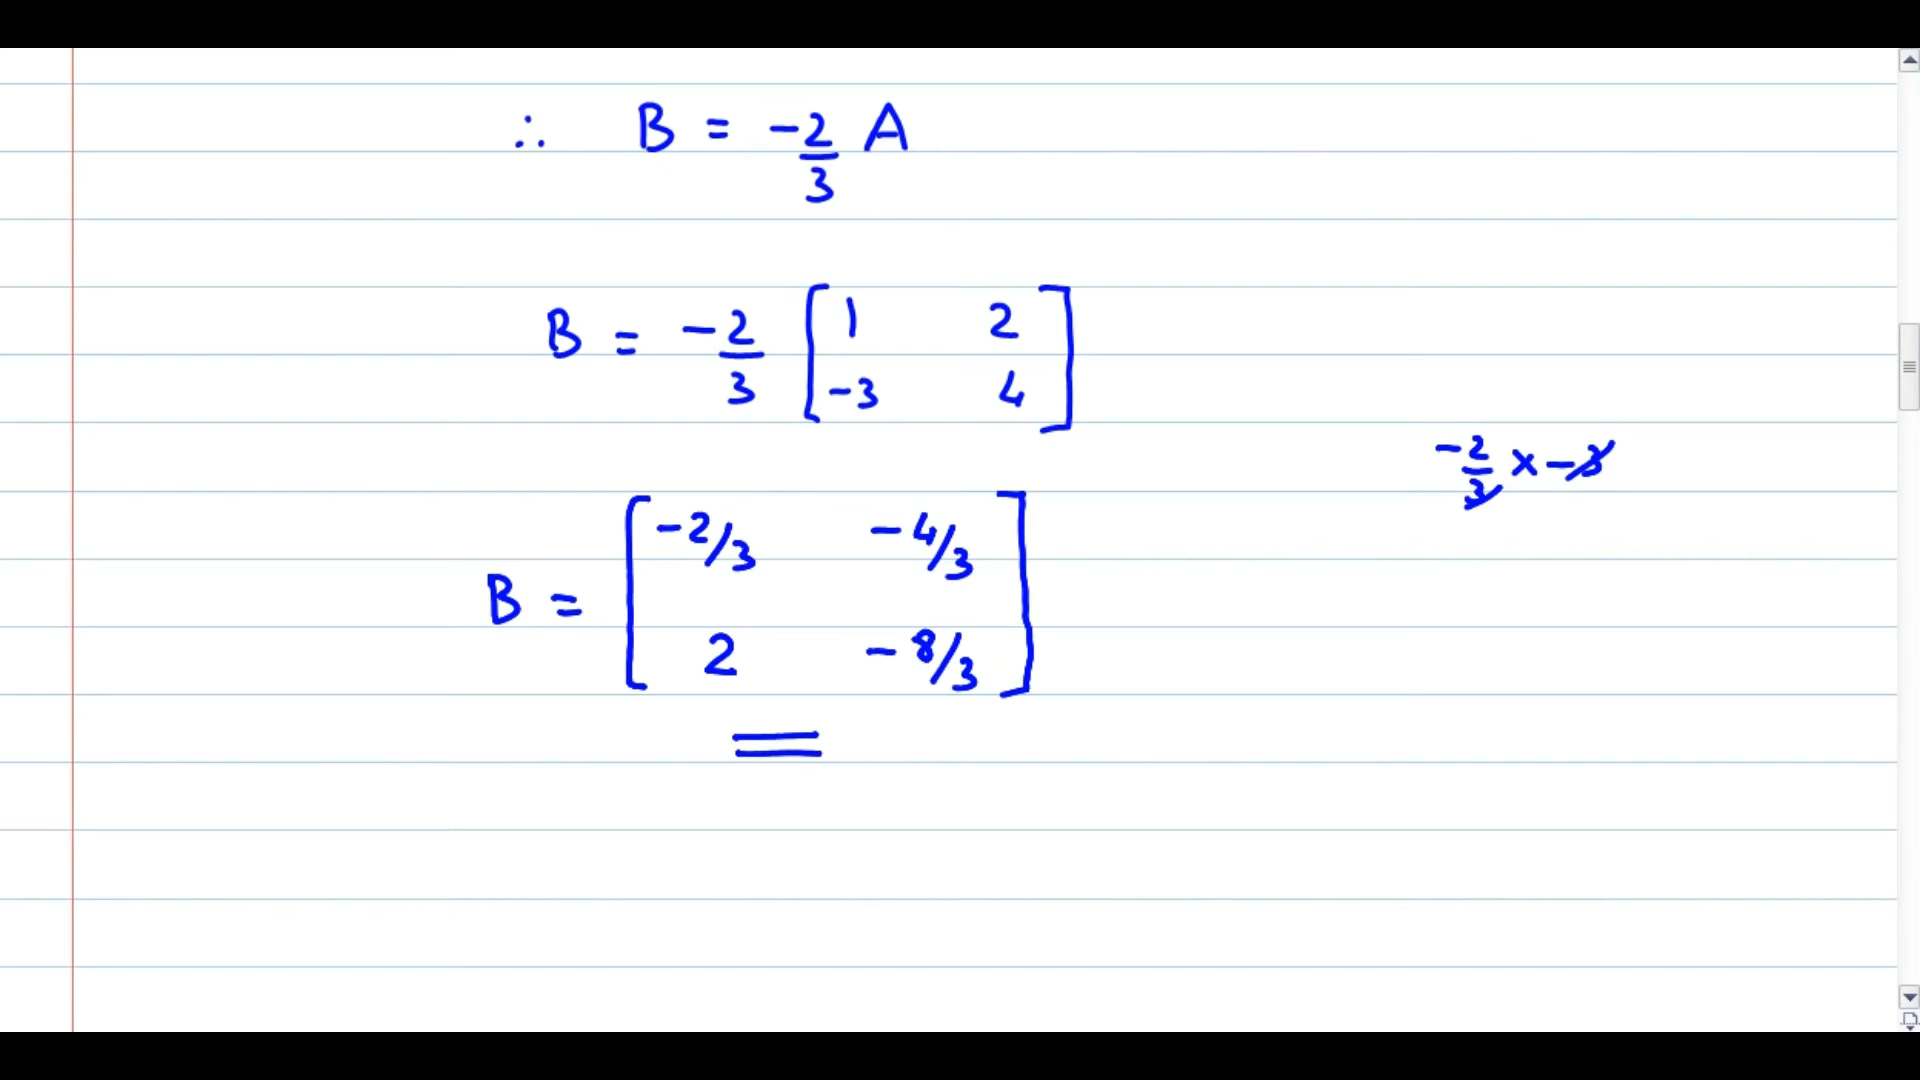 ∴ B = -2/3 A
B = -2/3 [1 2
-3 4]
-2/3 × -3
B = [-2/3 -4/3
2 -8/3]